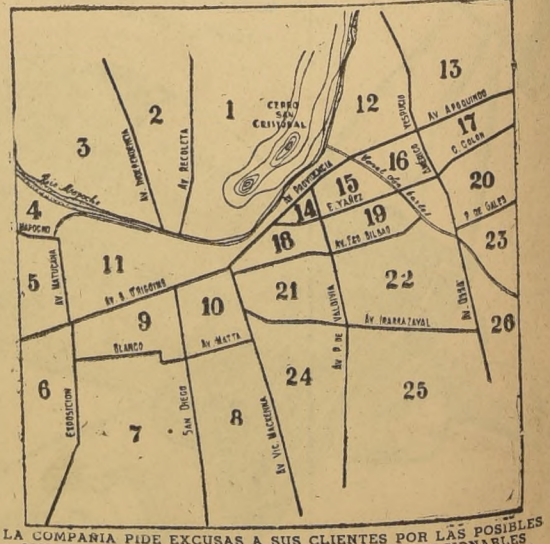 13
CERRO
SAN
CRISTOBAL
1
2
3
12
AV APOQUINDO
VESPUCIO
AMÉRICO
17
C. COLON
AV. INDEPENDENCIA
AV RECOLETA
AV PROVIDENCIA
16
15
Rio Mapocho
E. YAÑEZ
20
4
14
19
P. DE GALES
MAPOCHO
18
AV. FCO BILBAO
23
5
AV MATUCANA
11
AV B. O'HIGGINS
21
22
AV. OSSA
9
10
VALDIVIA
AV P. DE
AV IRARRAZAVAL
26
BLANCO
AV. MATTA
6
EXPOSICION
7
SAN DIEGO
8
AV VIC. MACKENNA
24
25
LA COMPAÑIA PIDE EXCUSAS A SUS CLIENTES POR LAS POSIBLES